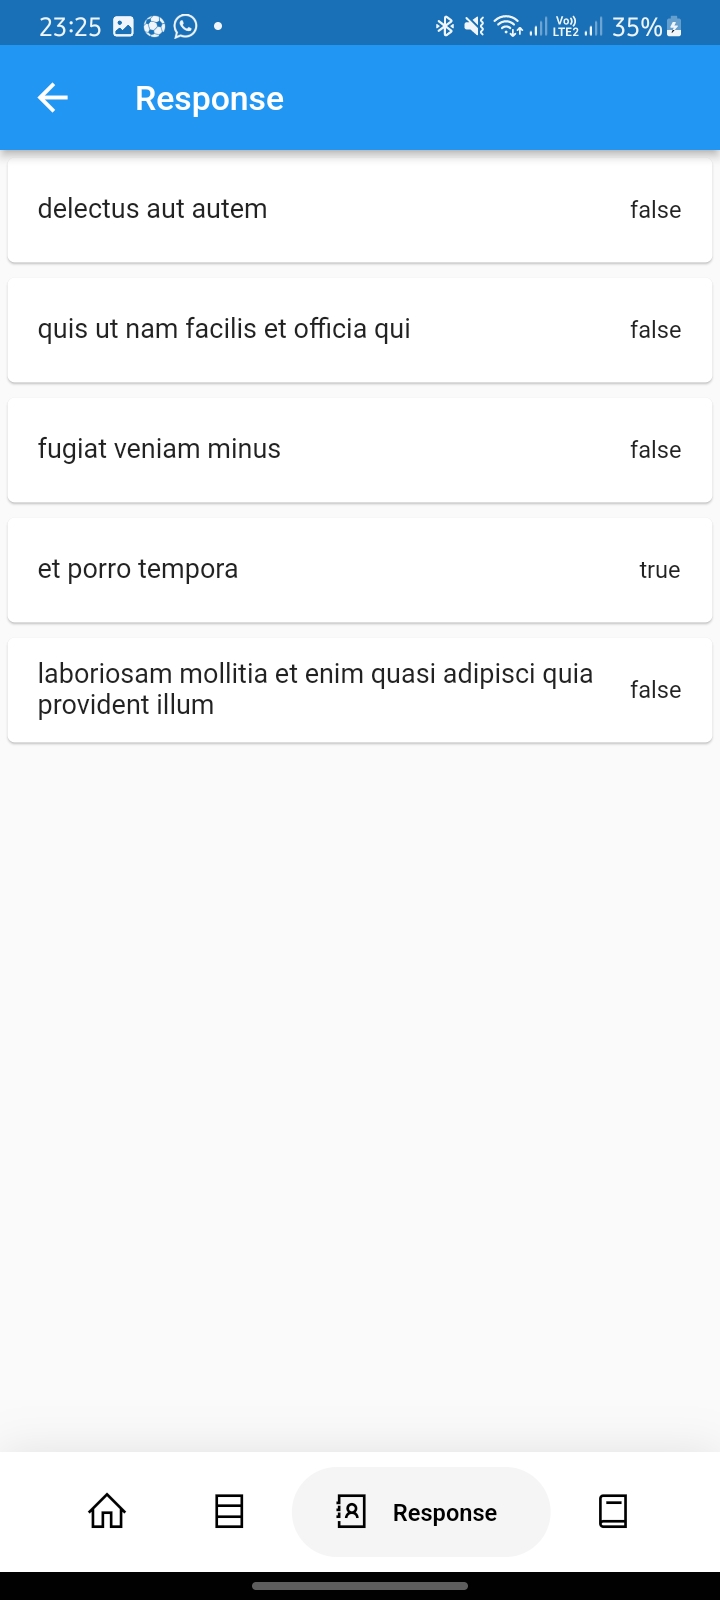 23:25 Vo)) LTE2 35%
Response
delectus aut autem false
quis ut nam facilis et officia qui false
fugiat veniam minus false
et porro tempora true
laboriosam mollitia et enim quasi adipisci quia
provident illum false
Response